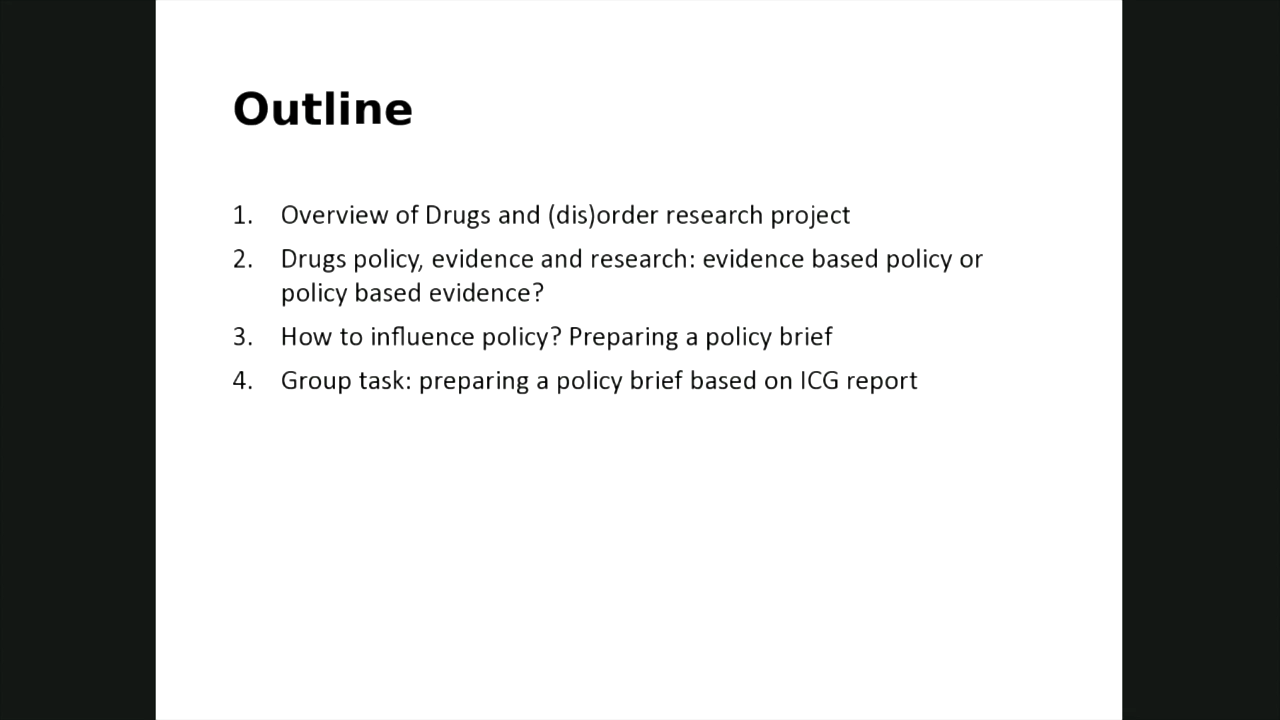 Outline
1. Overview of Drugs and (dis)order research project
2. Drugs policy, evidence and research: evidence based policy or
policy based evidence?
3. How to influence policy? Preparing a policy brief
4. Group task: preparing a policy brief based on ICG report